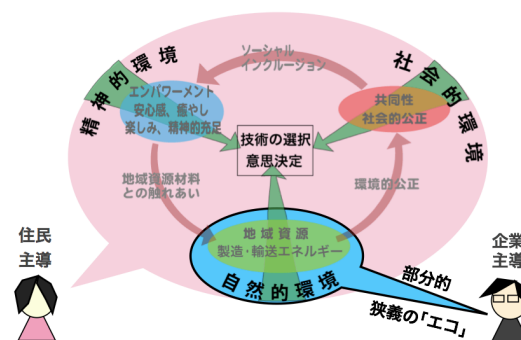 精神的環境
社会的環境
ソーシャル
インクルージョン
エンパワーメント
安心感、癒やし
楽しみ、精神的充足
共同性
社会的公正
技術の選択
意思決定
地域資源材料
との触れあい
環境的公正
地域資源
製造・輸送エネルギー
自然的環境
住民
主導
企業
主導
部分的
狭義の「エコ」